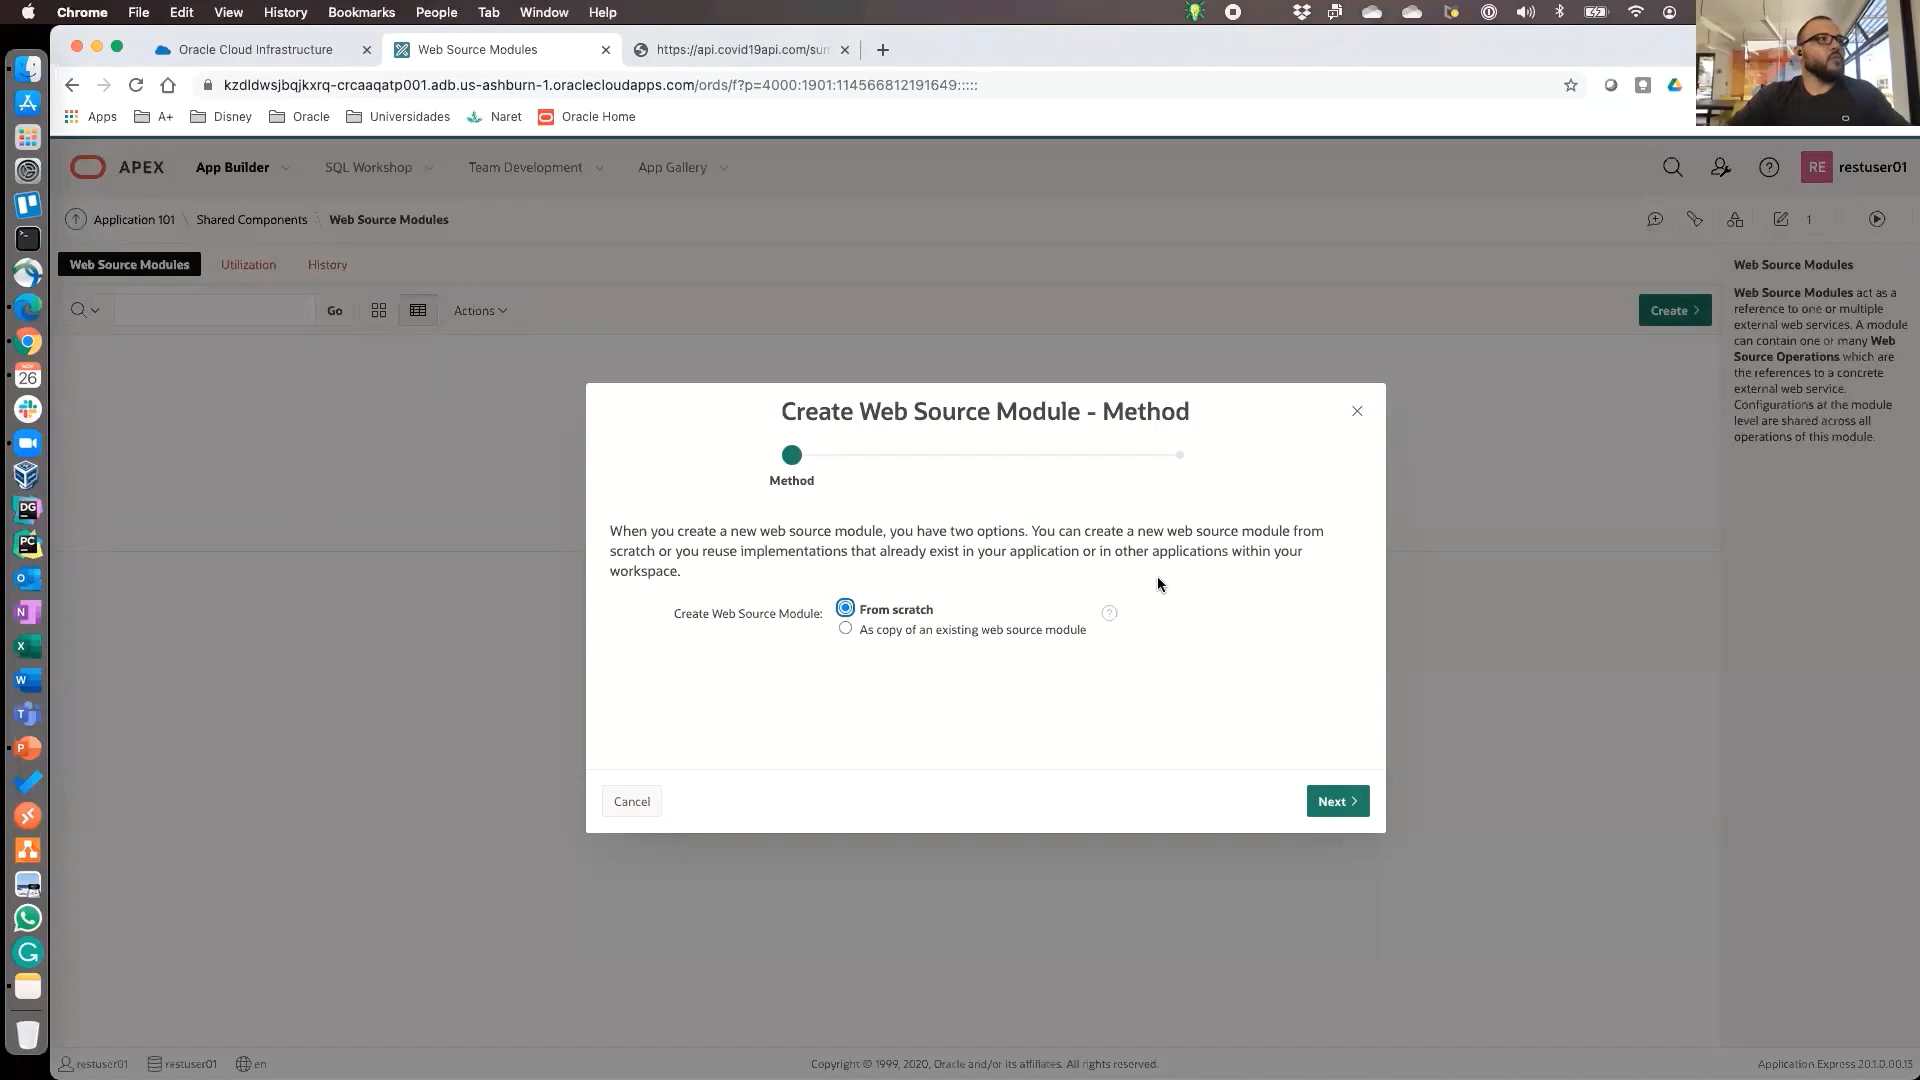 Chrome File Edit View History Bookmarks People Tab Window Help
Oracle Cloud Infrastructure
Web Source Modules
https://api.covid19api.com/sum
kzdldwsjbqjkxrq-crcaaqatp001.adb.us-ashburn-1.oraclecloudapps.com/ords/f?p=4000:1901:114566812191649:::::
Apps A+ Disney Oracle Universidades Naret Oracle Home
APEX App Builder SQL Workshop Team Development App Gallery
RE restuser01
Application 101 \ Shared Components \ Web Source Modules
1
Web Source Modules Utilization History
Go Actions
Create
Web Source Modules
Web Source Modules act as a
reference to one or multiple
external web services. A module
can contain one or many Web
Source Operations which are
the references to a concrete
external web service.
Configurations at the module
level are shared across all
operations of this module.
NOV
26
DG
PC
Create Web Source Module - Method
Method
When you create a new web source module, you have two options. You can create a new web source module from
scratch or you reuse implementations that already exist in your application or in other applications within your
workspace.
Create Web Source Module:
From scratch
?
As copy of an existing web source module
Cancel
Next
restuser01 restuser01 en
Copyright © 1999, 2020, Oracle and/or its affiliates. All rights reserved.
Application Express 20.1.0.00.13